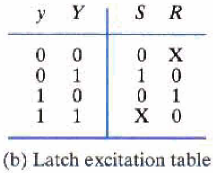 y Y S R
0 0 0 X
0 1 1 0
1 0 0 1
1 1 X 0
(b) Latch excitation table